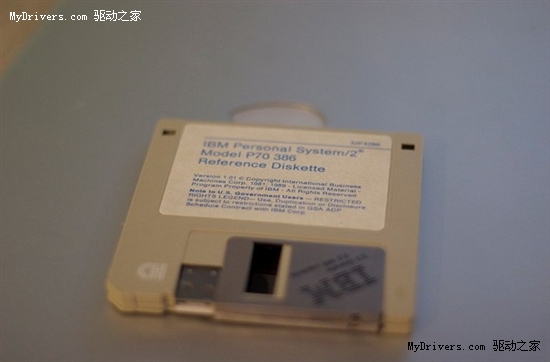 MyDrivers.com 驱动之家
IBM Personal System/2®
Model P70 386
Reference Diskette
Version 1.01 © Copyright International Business
Machines Corp. 1981, 1989 - Licensed Material -
Program Property of IBM - All Rights Reserved
Note to U.S. Government Users — RESTRICTED
RIGHTS LEGEND— Use, Duplication or Disclosure
is subject to restrictions stated in GSA ADP
Schedule Contract with IBM Corp.
IBM
MyDrivers.com 驱动之家